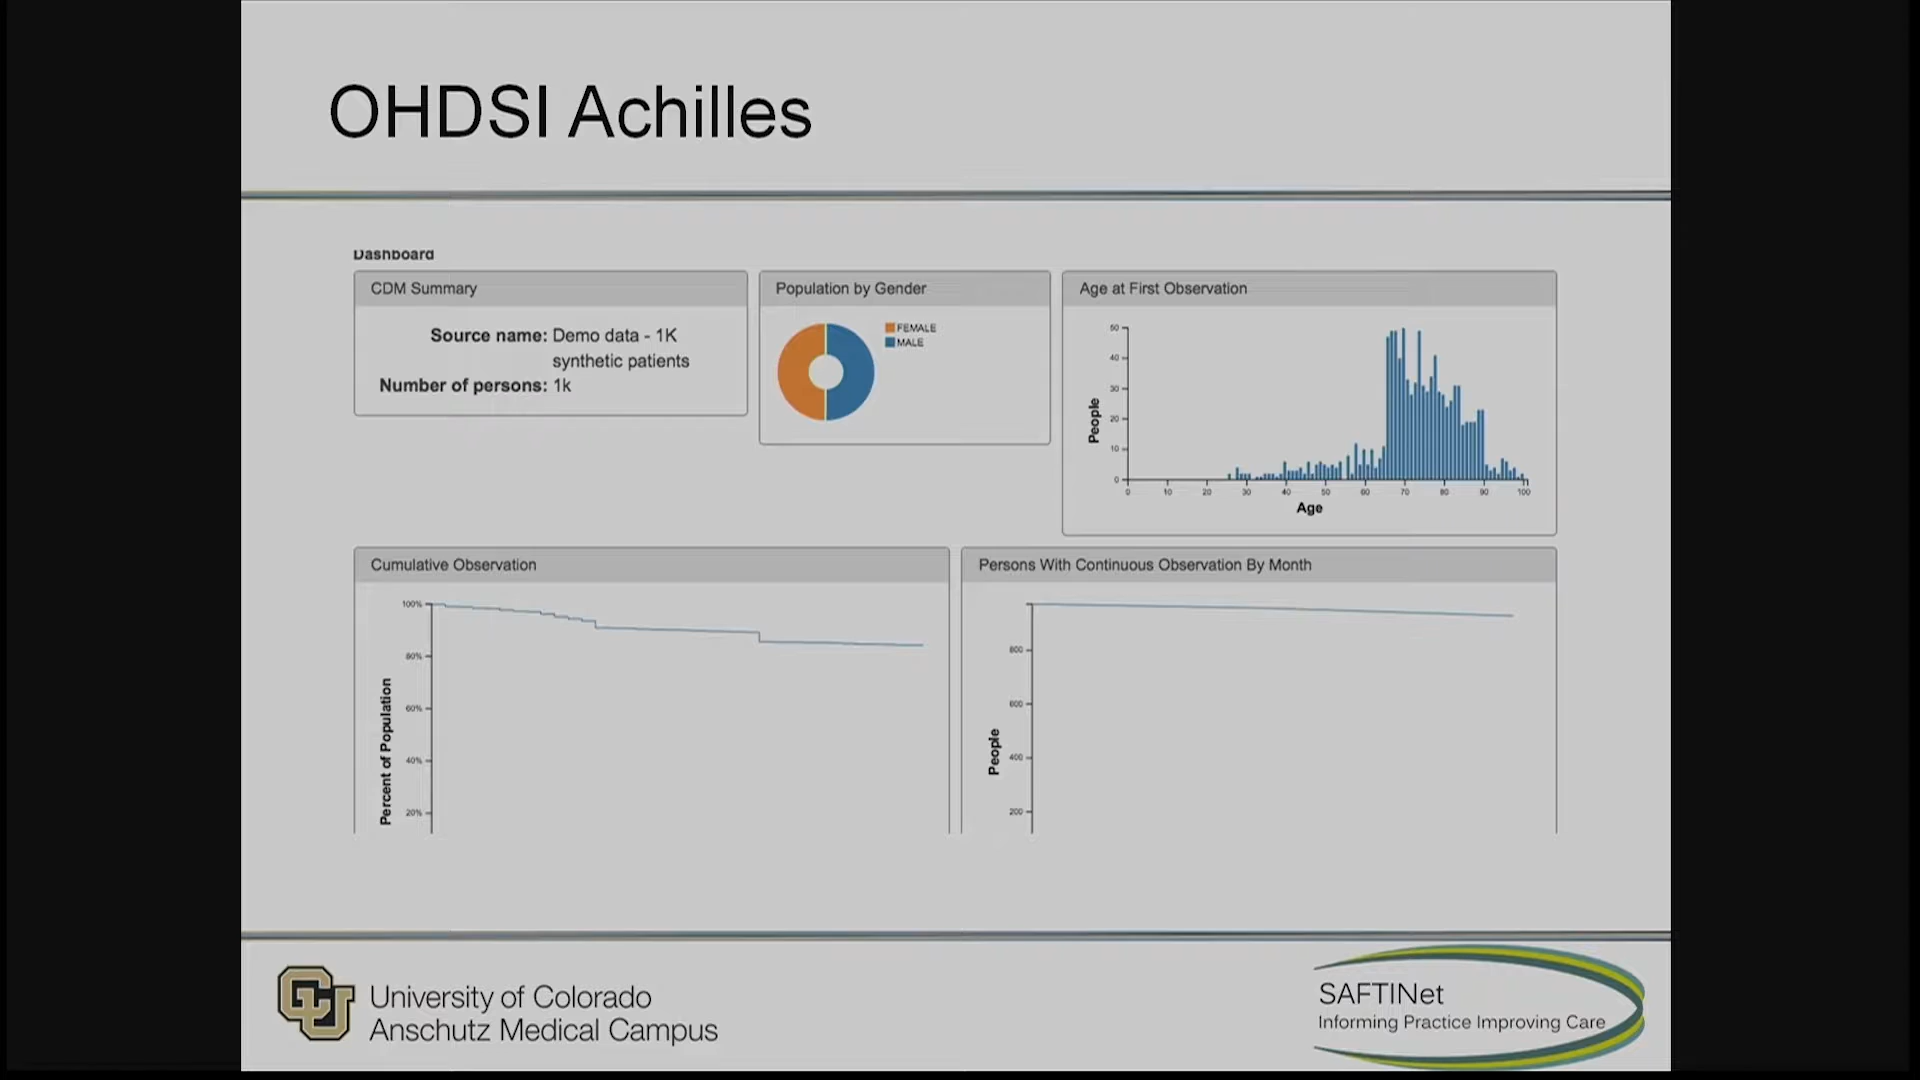 OHDSI Achilles
Dashboard
CDM Summary
Source name: Demo data - 1K
synthetic patients
Number of persons: 1k
Population by Gender
FEMALE
MALE
Age at First Observation
50
40
30
20
10
0
People
0 10 20 30 40 50 60 70 80 90 100
Age
Cumulative Observation
100%
80%
60%
40%
20%
Percent of Population
Persons With Continuous Observation By Month
800
600
400
200
People
University of Colorado
Anschutz Medical Campus
SAFTINet
Informing Practice Improving Care